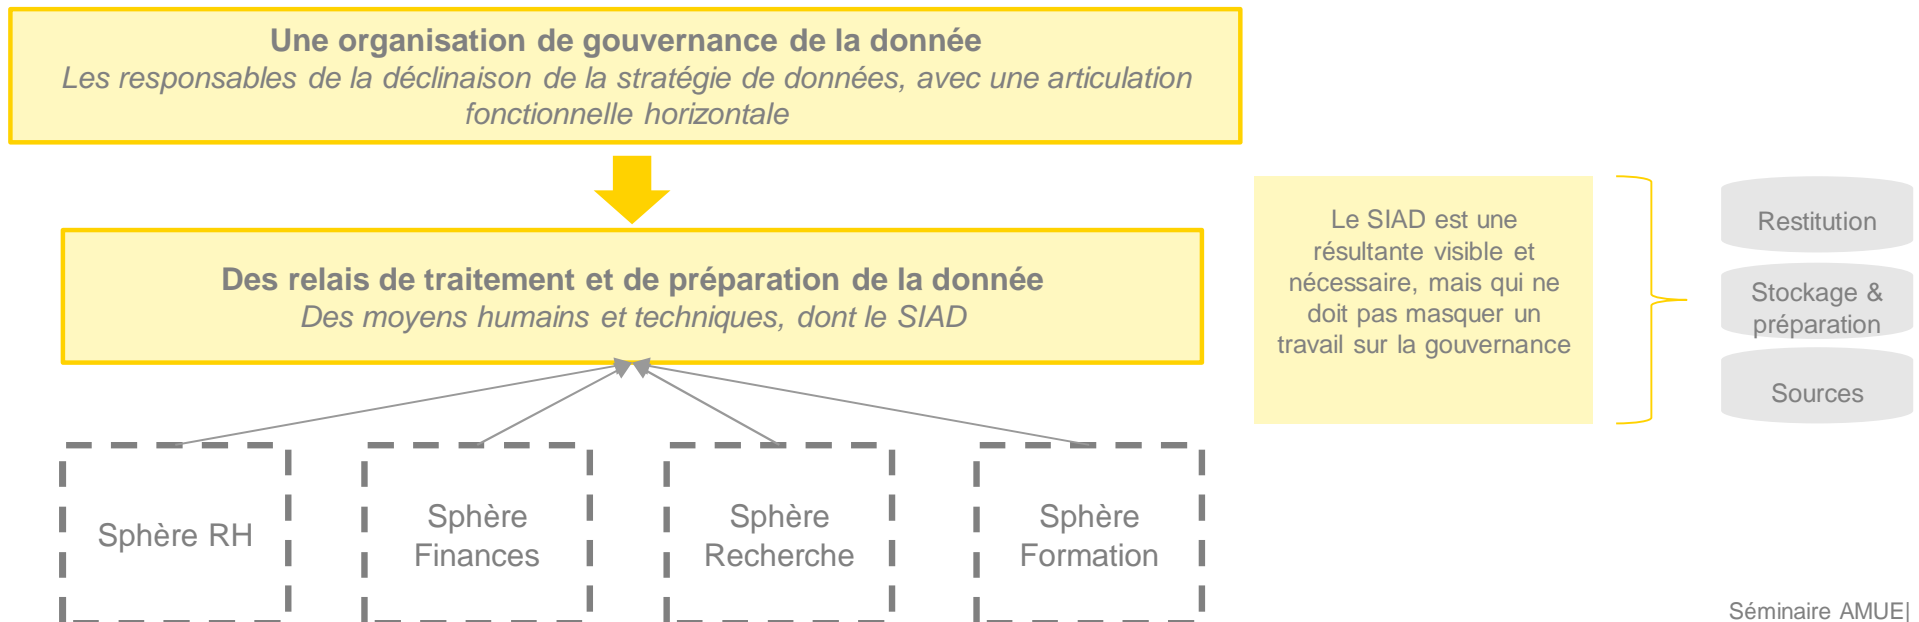 Une organisation de gouvernance de la donnée
Les responsables de la déclinaison de la stratégie de données, avec une articulation
fonctionnelle horizontale
Des relais de traitement et de préparation de la donnée
Des moyens humains et techniques, dont le SIAD
Le SIAD est une
résultante visible et
nécessaire, mais qui ne
doit pas masquer un
travail sur la gouvernance
Restitution
Stockage &
préparation
Sources
Sphère RH
Sphère
Finances
Sphère
Recherche
Sphère
Formation
Séminaire AMUE|